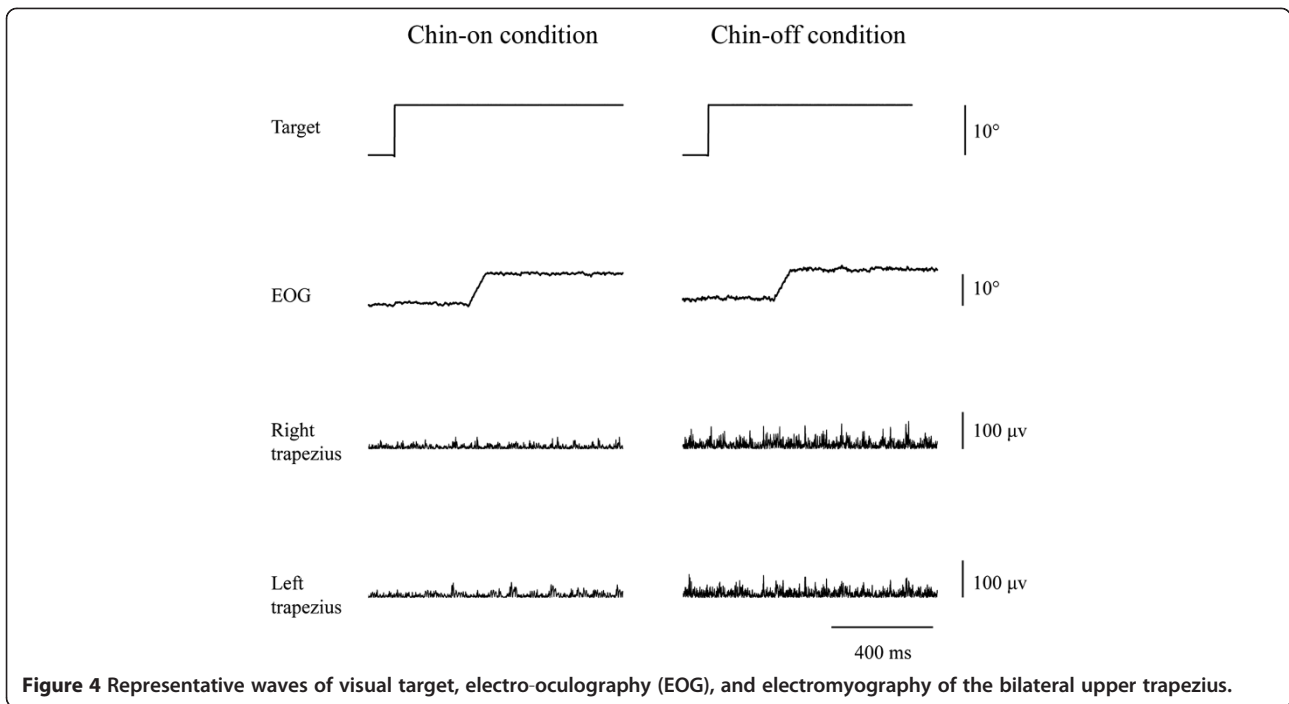 Chin-on condition
Chin-off condition
Target
10°
EOG
10°
Right
trapezius
100 μv
Left
trapezius
100 μv
400 ms
Figure 4 Representative waves of visual target, electro-oculography (EOG), and electromyography of the bilateral upper trapezius.